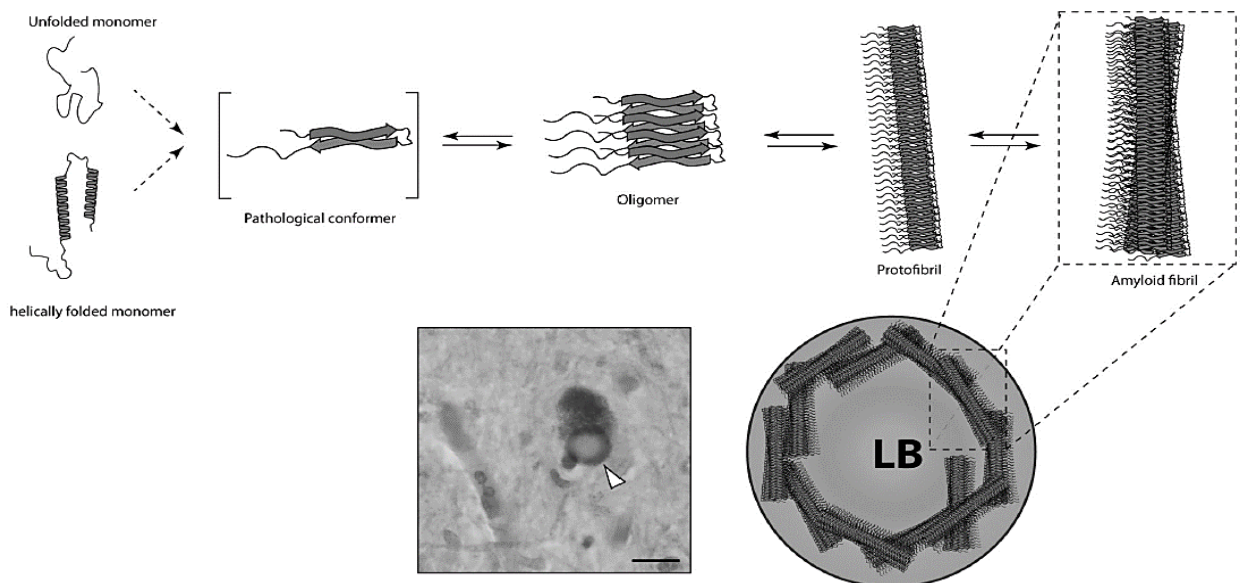 Unfolded monomer
helically folded monomer
Pathological conformer
Oligomer
Protofibril
Amyloid fibril
LB